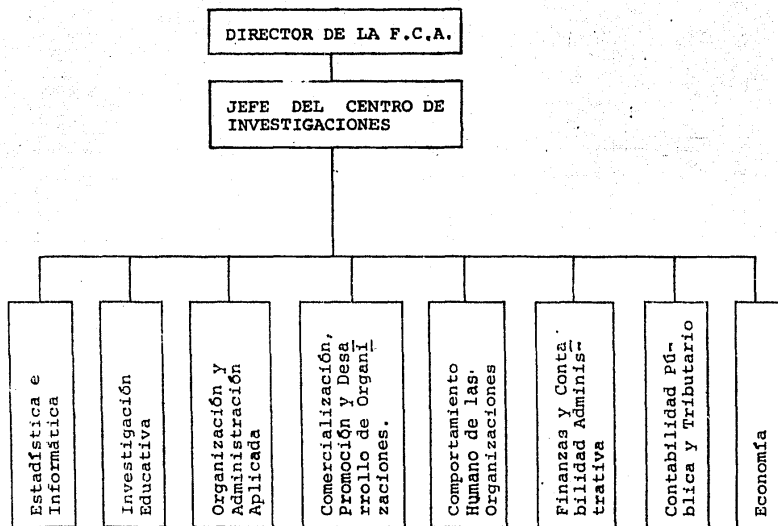 DIRECTOR DE LA F.C.A.
JEFE DEL CENTRO DE
INVESTIGACIONES
Estadística e
Informática
Investigación
Educativa
Organización y
Administración
Aplicada
Comercialización,
Promoción y Desa
rrollo de Organi
zaciones.
Comportamiento
Humano de las
Organizaciones
Finanzas y Conta
bilidad Adminis-
trativa
Contabilidad Pú-
blica y Tributario
Economía